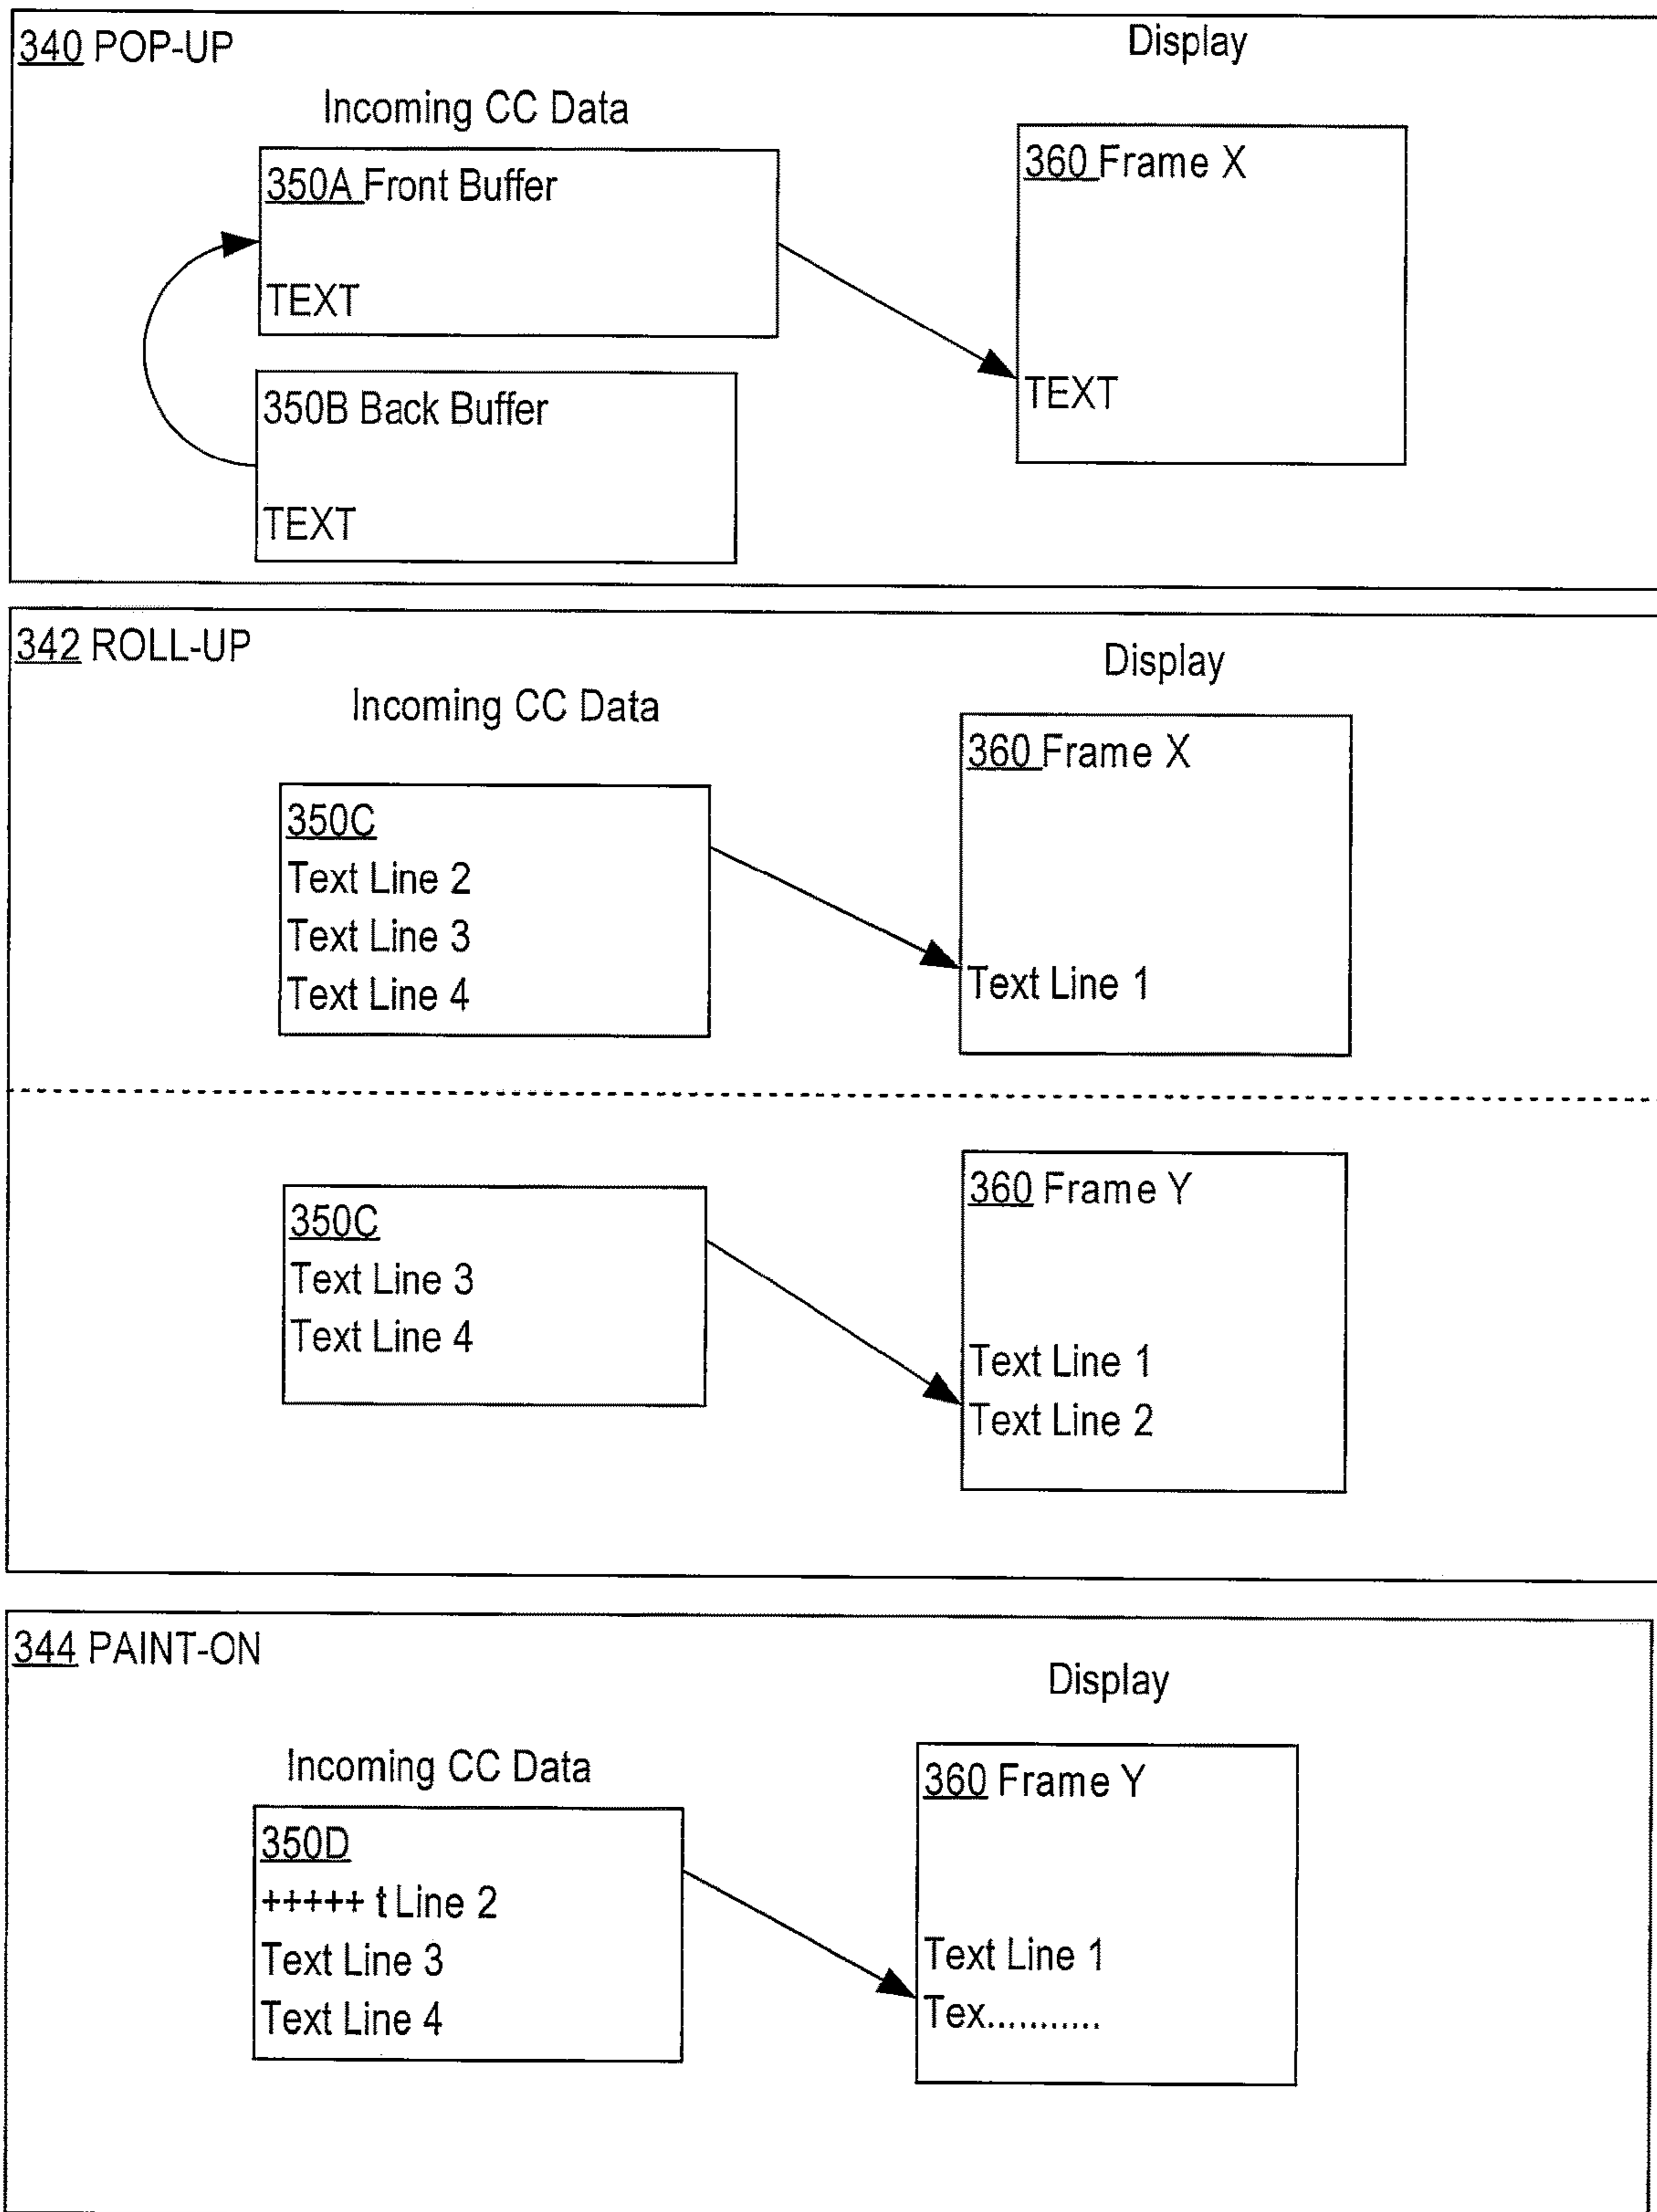 340 POP-UP
Display
Incoming CC Data
350A Front Buffer
TEXT
360 Frame X
TEXT
350B Back Buffer
TEXT
342 ROLL-UP
Display
Incoming CC Data
350C
Text Line 2
Text Line 3
Text Line 4
360 Frame X
Text Line 1
350C
Text Line 3
Text Line 4
360 Frame Y
Text Line 1
Text Line 2
344 PAINT-ON
Display
Incoming CC Data
350D
+++++ t Line 2
Text Line 3
Text Line 4
360 Frame Y
Text Line 1
Tex...........